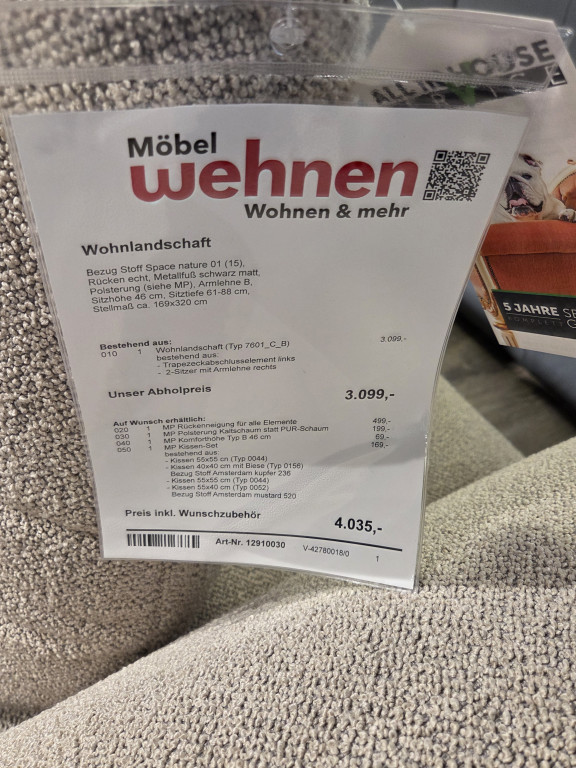 ALL IN HOUSE
Möbel
wehnen
Wohnen & mehr
Wohnlandschaft
Bezug Stoff Space nature 01 (15),
Rücken echt, Metallfuß schwarz matt,
Polsterung (siehe MP), Armlehne B,
Sitzhöhe 46 cm, Sitztiefe 61-88 cm,
Stellmaß ca. 169x320 cm
Bestehend aus:
010 1 Wohnlandschaft (Typ 7601_C_B) 3.099,-
bestehend aus:
- Trapezeckabschlusselement links
- 2-Sitzer mit Armlehne rechts
Unser Abholpreis 3.099,-
Auf Wunsch erhältlich:
020 1 MP Rückenneigung für alle Elemente 499,-
030 1 MP Polsterung Kaltschaum statt PUR-Schaum 199,-
040 1 MP Komforthöhe Typ B 46 cm 69,-
050 1 MP Kissen-Set 169,-
bestehend aus:
- Kissen 55x55 cn (Typ 0044)
- Kissen 40x40 cm mit Biese (Typ 0156)
Bezug Stoff Amsterdam kupfer 236
- Kissen 55x55 cm (Typ 0044)
- Kissen 55x40 cm (Typ 0052)
Bezug Stoff Amsterdam mustard 520
Preis inkl. Wunschzubehör 4.035,-
Art-Nr. 12910030 V-42780018/0 1
5 JAHRE
KOMPLETT